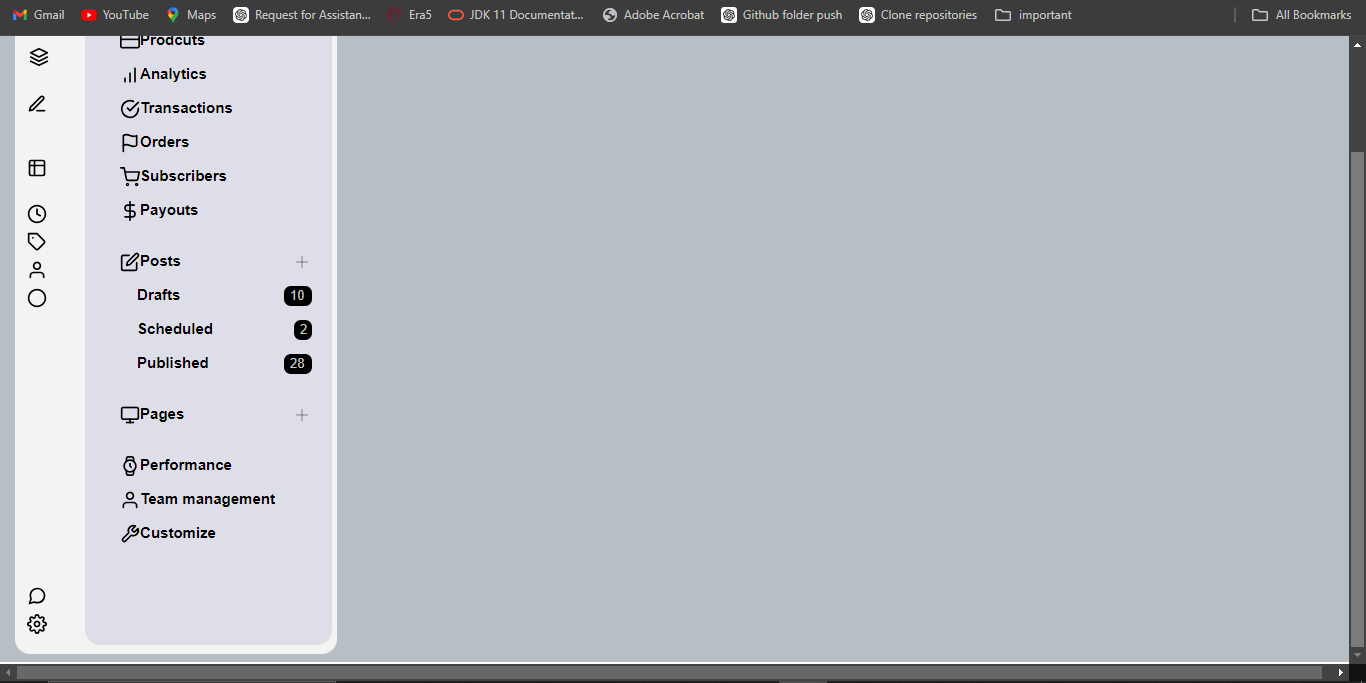 Gmail
YouTube
Maps
Request for Assistan...
Era5
JDK 11 Documentat...
Adobe Acrobat
Github folder push
Clone repositories
important
All Bookmarks
Prodcuts
Analytics
Transactions
Orders
Subscribers
Payouts
Posts
Drafts 10
Scheduled 2
Published 28
Pages
Performance
Team management
Customize